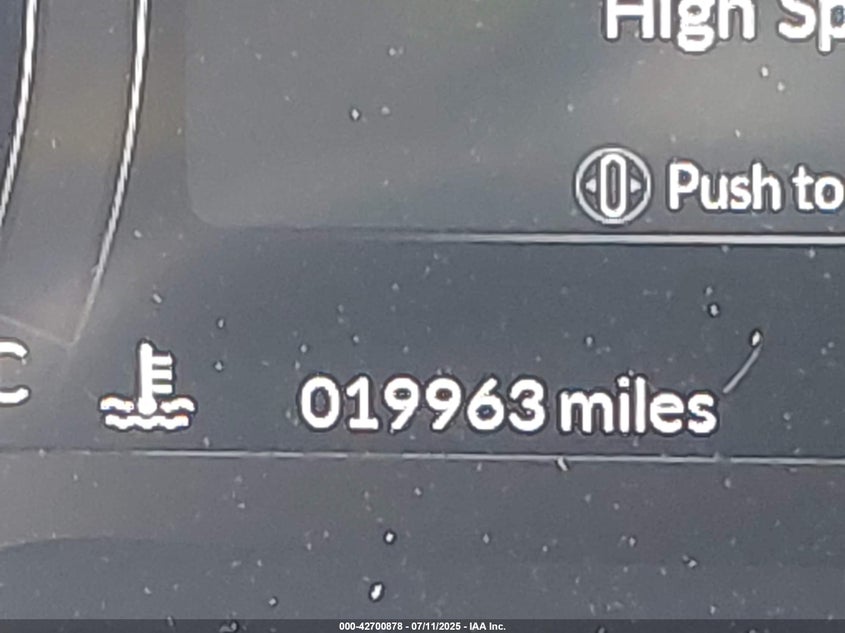 High Sp
Push to
C
019963 miles
000-42700878 - 07/11/2025 - IAA Inc.